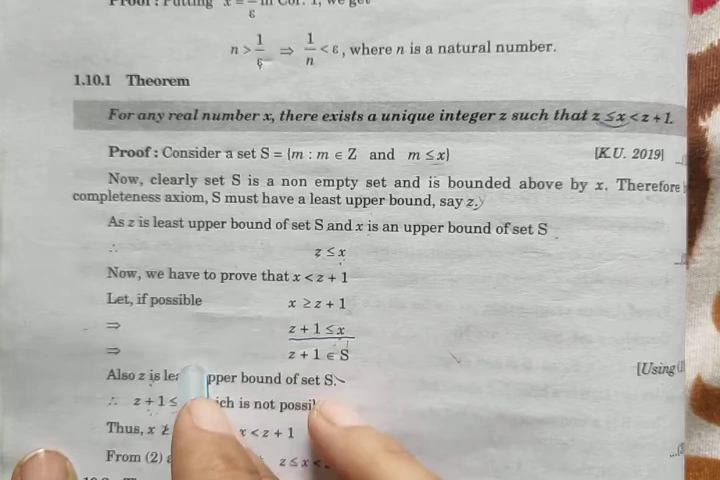 n > 1/ε ⇒ 1/n < ε, where n is a natural number.
1.10.1 Theorem
For any real number x, there exists a unique integer z such that z ≤ x < z + 1.
Proof : Consider a set S = {m : m ∈ Z and m ≤ x} [K.U. 2019]
Now, clearly set S is a non empty set and is bounded above by x. Therefore
completeness axiom, S must have a least upper bound, say z.
As z is least upper bound of set S and x is an upper bound of set S
∴ z ≤ x
Now, we have to prove that x < z + 1
Let, if possible x ≥ z + 1
⇒ z + 1 ≤ x
⇒ z + 1 ∈ S
[Using
Also z is upper bound of set S.
∴ z + 1 ≤ is not
Thus, x ≱ x < z + 1
From (2) z ≤ x <